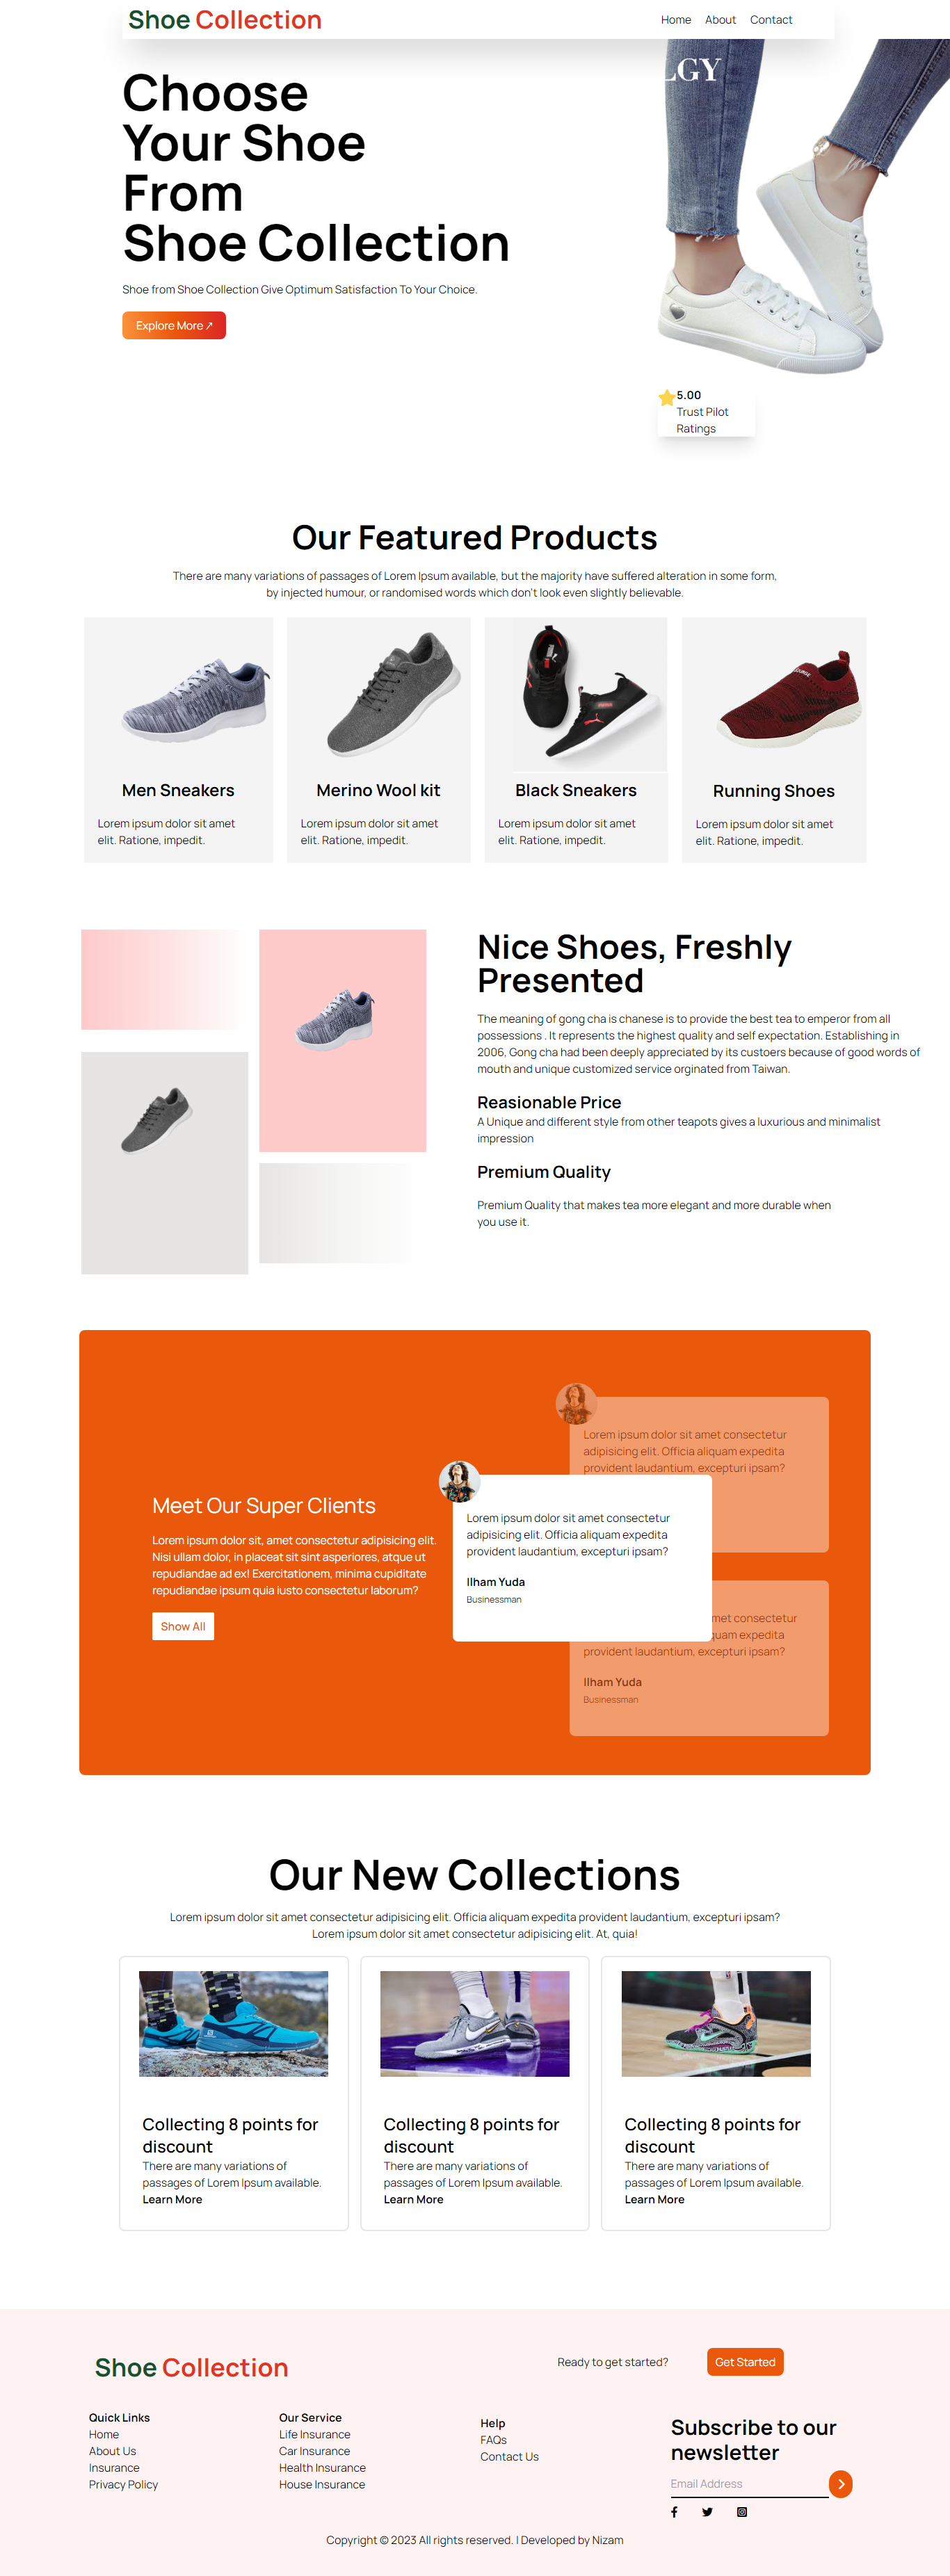 Shoe Collection
Home About Contact
LGY
Choose
Your Shoe
From
Shoe Collection
Shoe from Shoe Collection Give Optimum Satisfaction To Your Choice.
Explore More ↗
5.00
Trust Pilot
Ratings
Our Featured Products
There are many variations of passages of Lorem Ipsum available, but the majority have suffered alteration in some form,
by injected humour, or randomised words which don't look even slightly believable.
Men Sneakers
Lorem ipsum dolor sit amet
elit. Ratione, impedit.
Merino Wool kit
Lorem ipsum dolor sit amet
elit. Ratione, impedit.
Black Sneakers
Lorem ipsum dolor sit amet
elit. Ratione, impedit.
Running Shoes
Lorem ipsum dolor sit amet
elit. Ratione, impedit.
Nice Shoes, Freshly
Presented
The meaning of gong cha is chanese is to provide the best tea to emperor from all
possessions . It represents the highest quality and self expectation. Establishing in
2006, Gong cha had been deeply appreciated by its custoers because of good words of
mouth and unique customized service orginated from Taiwan.
Reasionable Price
A Unique and different style from other teapots gives a luxurious and minimalist
impression
Premium Quality
Premium Quality that makes tea more elegant and more durable when
you use it.
Meet Our Super Clients
Lorem ipsum dolor sit, amet consectetur adipisicing elit.
Nisi ullam dolor, in placeat sit sint asperiores, atque ut
repudiandae ad ex! Exercitationem, minima cupiditate
repudiandae ipsum quia iusto consectetur laborum?
Show All
Lorem ipsum dolor sit amet consectetur
adipisicing elit. Officia aliquam expedita
provident laudantium, excepturi ipsam?
Lorem ipsum dolor sit amet consectetur
adipisicing elit. Officia aliquam expedita
provident laudantium, excepturi ipsam?
Ilham Yuda
Businessman
met consectetur
quam expedita
provident laudantium, excepturi ipsam?
Ilham Yuda
Businessman
Our New Collections
Lorem ipsum dolor sit amet consectetur adipisicing elit. Officia aliquam expedita provident laudantium, excepturi ipsam?
Lorem ipsum dolor sit amet consectetur adipisicing elit. At, quia!
Collecting 8 points for
discount
There are many variations of
passages of Lorem Ipsum available.
Learn More
Collecting 8 points for
discount
There are many variations of
passages of Lorem Ipsum available.
Learn More
Collecting 8 points for
discount
There are many variations of
passages of Lorem Ipsum available.
Learn More
Shoe Collection
Ready to get started?
Get Started
Quick Links
Home
About Us
Insurance
Privacy Policy
Our Service
Life Insurance
Car Insurance
Health Insurance
House Insurance
Help
FAQs
Contact Us
Subscribe to our
newsletter
Email Address
Copyright © 2023 All rights reserved. | Developed by Nizam